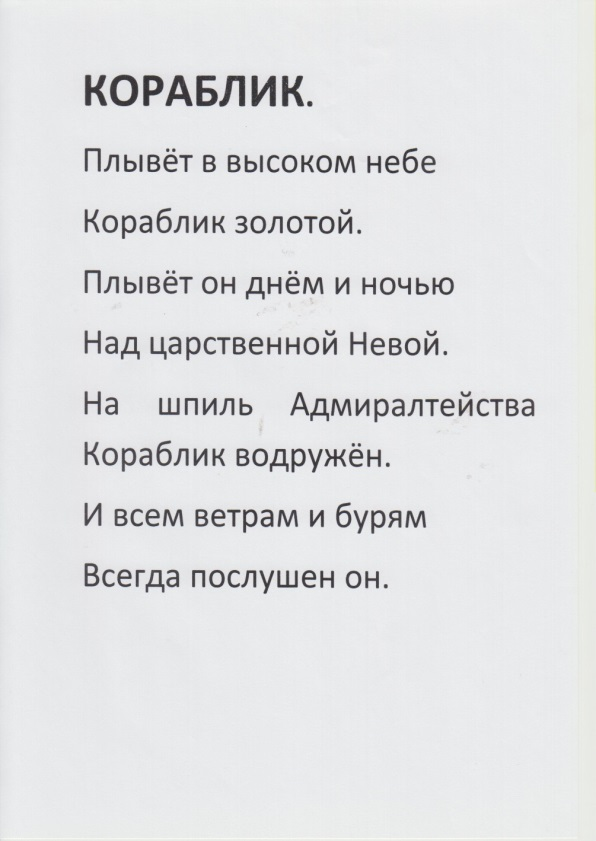 КОРАБЛИК.
Плывёт в высоком небе
Кораблик золотой.
Плывёт он днём и ночью
Над царственной Невой.
На шпиль Адмиралтейства
Кораблик водружён.
И всем ветрам и бурям
Всегда послушен он.